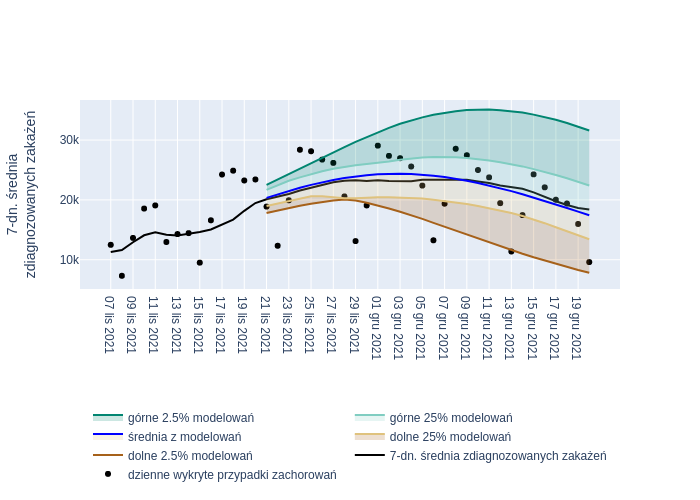 7-dn. średnia
zdiagnozowanych zakażeń
30k
20k
10k
07 lis 2021
09 lis 2021
11 lis 2021
13 lis 2021
15 lis 2021
17 lis 2021
19 lis 2021
21 lis 2021
23 lis 2021
25 lis 2021
27 lis 2021
29 lis 2021
01 gru 2021
03 gru 2021
05 gru 2021
07 gru 2021
09 gru 2021
11 gru 2021
13 gru 2021
15 gru 2021
17 gru 2021
19 gru 2021
górne 2.5% modelowań
górne 25% modelowań
średnia z modelowań
dolne 25% modelowań
dolne 2.5% modelowań
7-dn. średnia zdiagnozowanych zakażeń
dzienne wykryte przypadki zachorowań